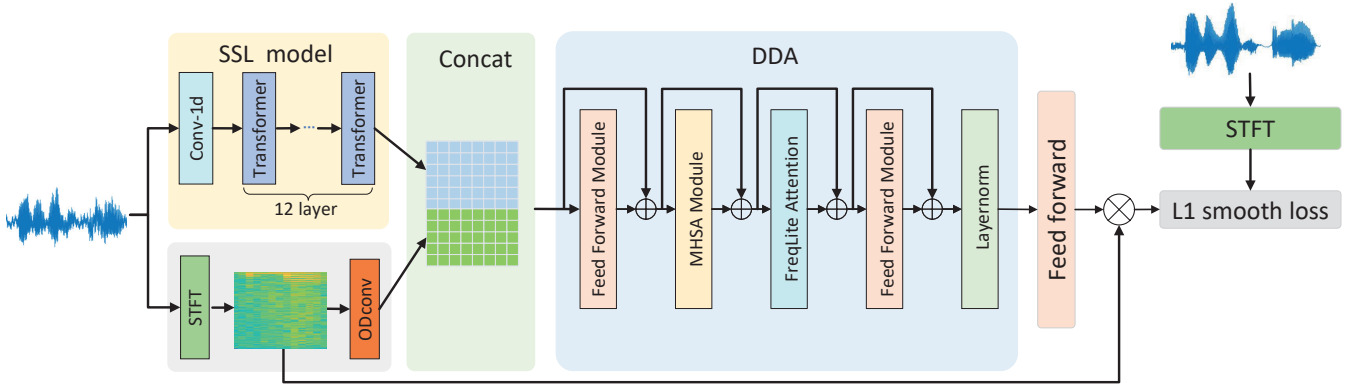 SSL model
Conv-1d
Transformer
...
Transformer
12 layer
STFT
ODconv
Concat
DDA
Feed Forward Module
MHSA Module
FreqLite Attention
Feed Forward Module
Layernorm
Feed forward
STFT
L1 smooth loss